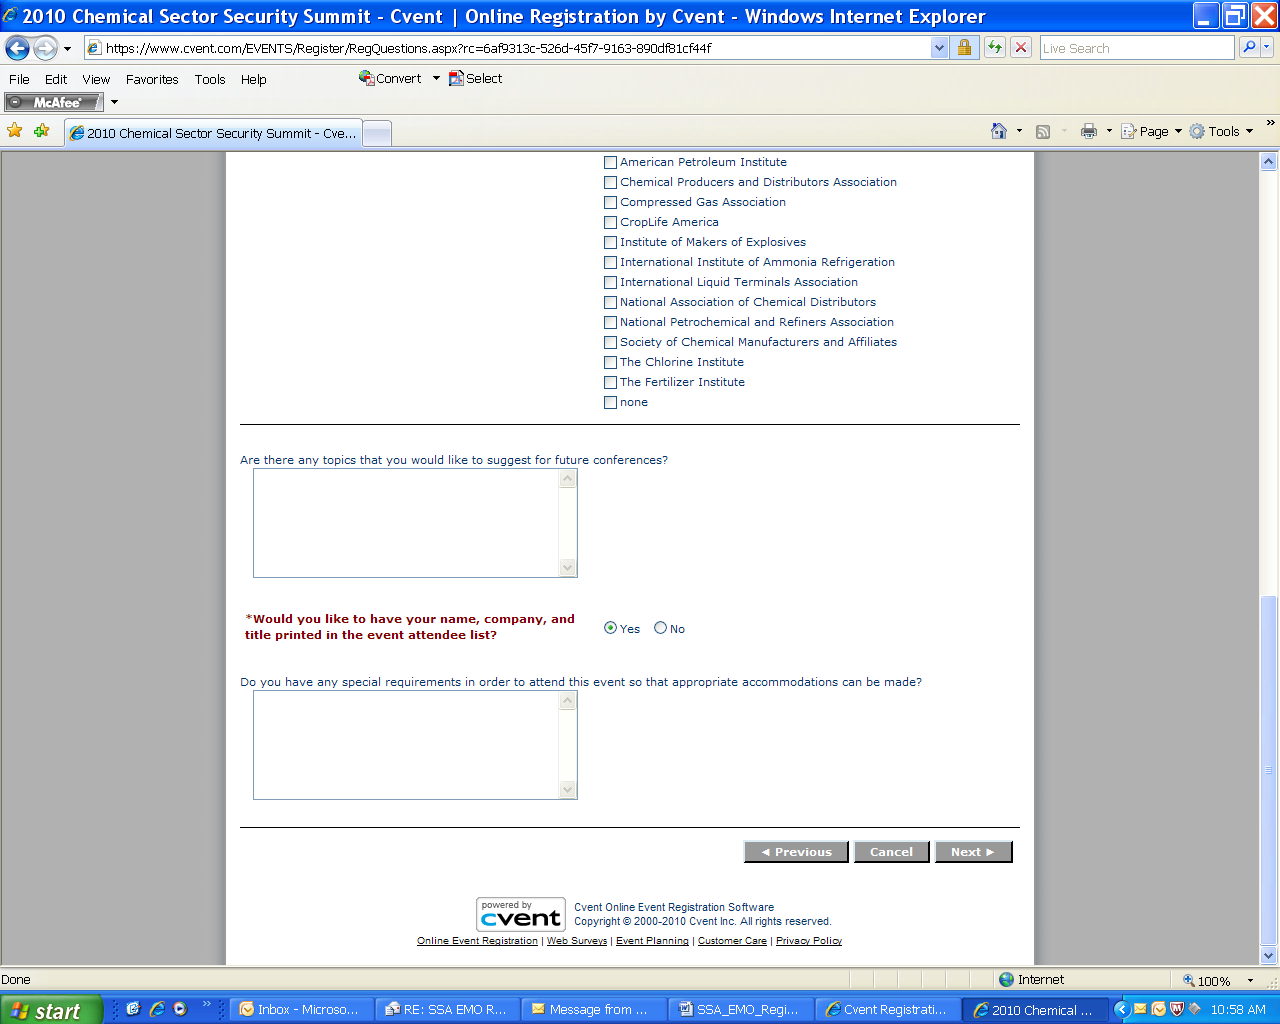 2010 Chemical Sector Security Summit - Cvent | Online Registration by Cvent - Windows Internet Explorer
https://www.cvent.com/EVENTS/Register/RegQuestions.aspx?rc=6af9313c-526d-45f7-9163-890df81cf44f
Live Search
File Edit View Favorites Tools Help Convert Select
McAfee
2010 Chemical Sector Security Summit - Cve...
Page Tools
American Petroleum Institute
Chemical Producers and Distributors Association
Compressed Gas Association
CropLife America
Institute of Makers of Explosives
International Institute of Ammonia Refrigeration
International Liquid Terminals Association
National Association of Chemical Distributors
National Petrochemical and Refiners Association
Society of Chemical Manufacturers and Affiliates
The Chlorine Institute
The Fertilizer Institute
none
Are there any topics that you would like to suggest for future conferences?
*Would you like to have your name, company, and
title printed in the event attendee list?
Yes No
Do you have any special requirements in order to attend this event so that appropriate accommodations can be made?
◄ Previous Cancel Next ►
powered by
cvent
Cvent Online Event Registration Software
Copyright © 2000-2010 Cvent Inc. All rights reserved.
Online Event Registration | Web Surveys | Event Planning | Customer Care | Privacy Policy
Done Internet 100%
start Inbox - Microso... RE: SSA EMO R... Message from ... SSA_EMO_Regi... Cvent Registrati... 2010 Chemical ... 10:58 AM